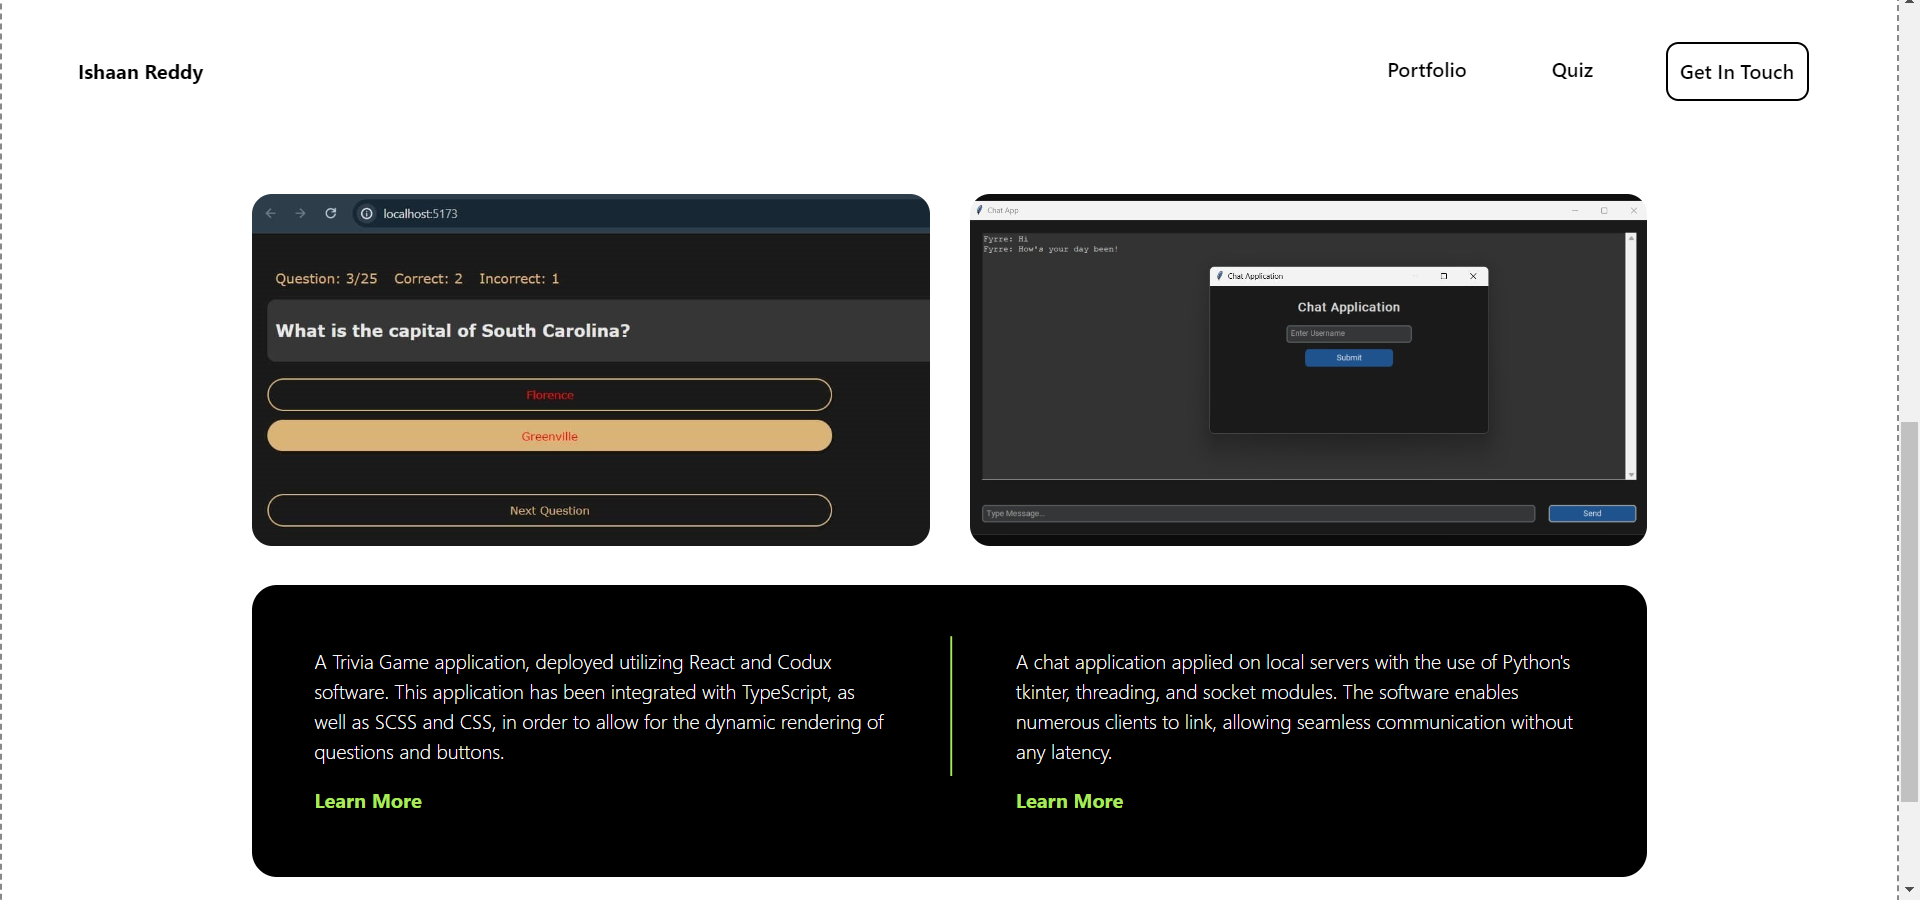 Ishaan Reddy
Portfolio
Quiz
Get In Touch
localhost:5173
Question: 3/25 Correct: 2 Incorrect: 1
What is the capital of South Carolina?
Florence
Greenville
Next Question
Chat App
Fyrre: Hi
Fyrre: How's your day been!
Chat Application
Chat Application
Enter Username
Submit
Type Message...
Send
A Trivia Game application, deployed utilizing React and Codux
software. This application has been integrated with TypeScript, as
well as SCSS and CSS, in order to allow for the dynamic rendering of
questions and buttons.
Learn More
A chat application applied on local servers with the use of Python's
tkinter, threading, and socket modules. The software enables
numerous clients to link, allowing seamless communication without
any latency.
Learn More